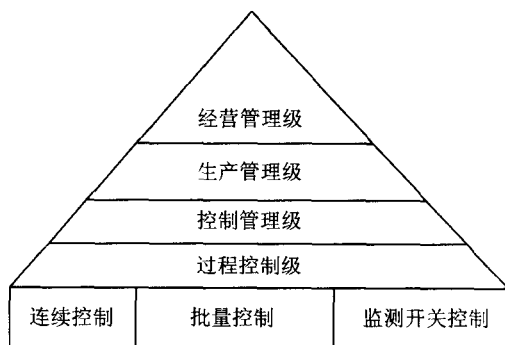 经营管理级
生产管理级
控制管理级
过程控制级
连续控制 批量控制 监测开关控制